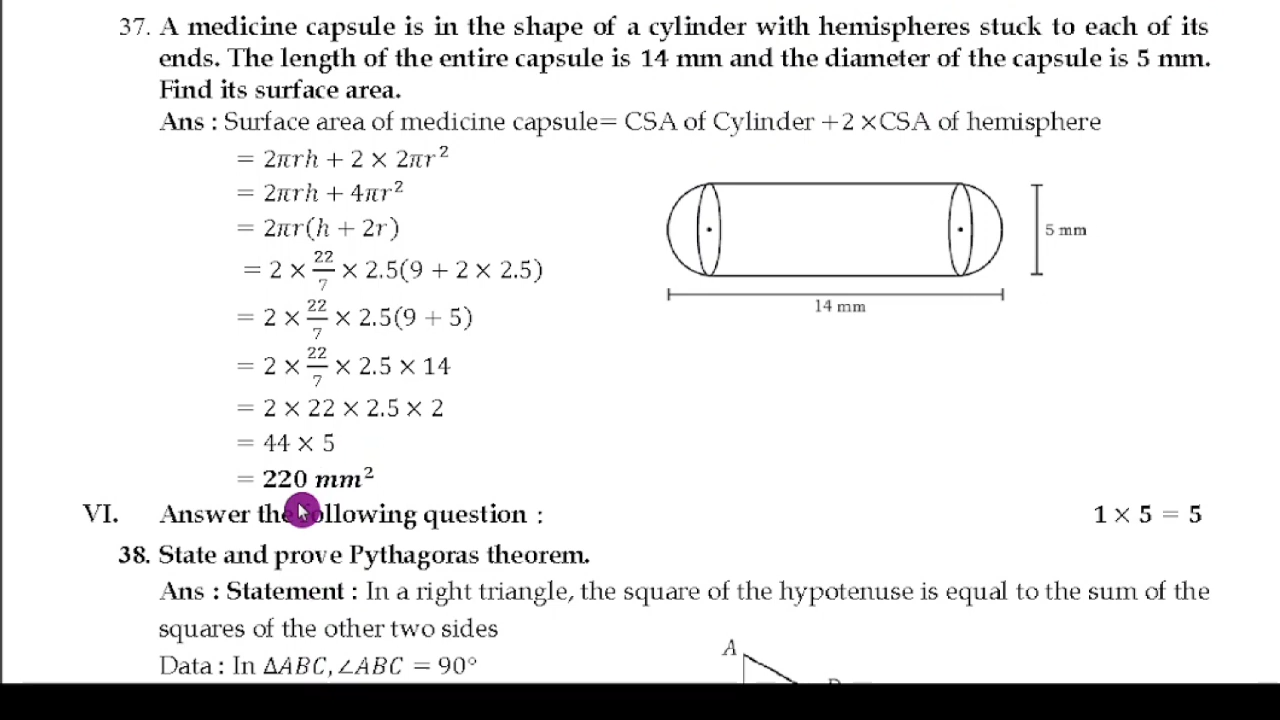 37. A medicine capsule is in the shape of a cylinder with hemispheres stuck to each of its
ends. The length of the entire capsule is 14 mm and the diameter of the capsule is 5 mm.
Find its surface area.
Ans : Surface area of medicine capsule= CSA of Cylinder +2 ×CSA of hemisphere
= 2πrh + 2 × 2πr²
= 2πrh + 4πr²
= 2πr(h + 2r)
= 2 × 22/7 × 2.5(9 + 2 × 2.5)
= 2 × 22/7 × 2.5(9 + 5)
= 2 × 22/7 × 2.5 × 14
= 2 × 22 × 2.5 × 2
= 44 × 5
= 220 mm²
5 mm
14 mm
VI. Answer the following question : 1 × 5 = 5
38. State and prove Pythagoras theorem.
Ans : Statement : In a right triangle, the square of the hypotenuse is equal to the sum of the
squares of the other two sides
Data : In ΔABC, ∠ABC = 90°
A